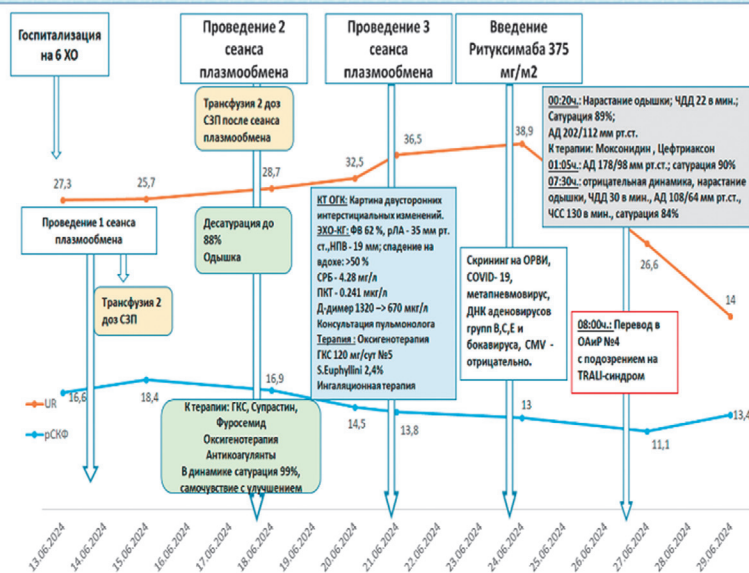 Госпитализация
на 6 ХО
Проведение 2
сеанса
плазмообмена
Проведение 3
сеанса
плазмообмена
Введение
Ритуксимаба 375
мг/м2
Трансфузия 2 доз
СЗП после сеанса
плазмообмена
00:20ч.: Нарастание одышки; ЧДД 22 в мин.;
Сатурация 89%;
АД 202/112 мм рт.ст.
К терапии: Моксонидин , Цефтриаксон
01:05ч.: АД 178/98 мм рт.ст.; сатурация 90%
07:30ч.: отрицательная динамика, нарастание
одышки, ЧДД 30 в мин., АД 108/64 мм рт.ст.,
ЧСС 130 в мин., сатурация 84%
27,3
25,7
28,7
32,5
36,5
38,9
26,6
14
Проведение 1 сеанса
плазмообмена
Трансфузия 2
доз СЗП
Десатурация до
88%
Одышка
КТ ОГК: Картина двусторонних
интерстициальных изменений.
ЭХО-КГ: ФВ 62 %, рЛА - 35 мм рт.
ст.,НПВ - 19 мм; спадение на
вдохе: >50 %
СРБ - 4.28 мг/л
ПКТ - 0.241 мкг/л
Д-димер 1320 –> 670 мкг/л
Консультация пульмонолога
Терапия : Оксигенотерапия
ГКС 120 мг/сут №5
S.Euphyllini 2,4%
Ингаляционная терапия
Скрининг на ОРВИ,
COVID- 19,
метапневмовирус,
ДНК аденовирусов
групп B,C,E и
бокавируса, CMV -
отрицательно.
08:00ч.: Перевод в
ОАиР №4
с подозрением на
TRALI-синдром
UR
рСКФ
16,6
18,4
16,9
14,5
13,8
13
11,1
13,4
К терапии: ГКС, Супрастин,
Фуросемид
Оксигенотерапия
Антикоагулянты
В динамике сатурация 99%,
самочувствие с улучшением
13.06.2024
14.06.2024
15.06.2024
16.06.2024
17.06.2024
18.06.2024
19.06.2024
20.06.2024
21.06.2024
22.06.2024
23.06.2024
24.06.2024
25.06.2024
26.06.2024
27.06.2024
28.06.2024
29.06.2024